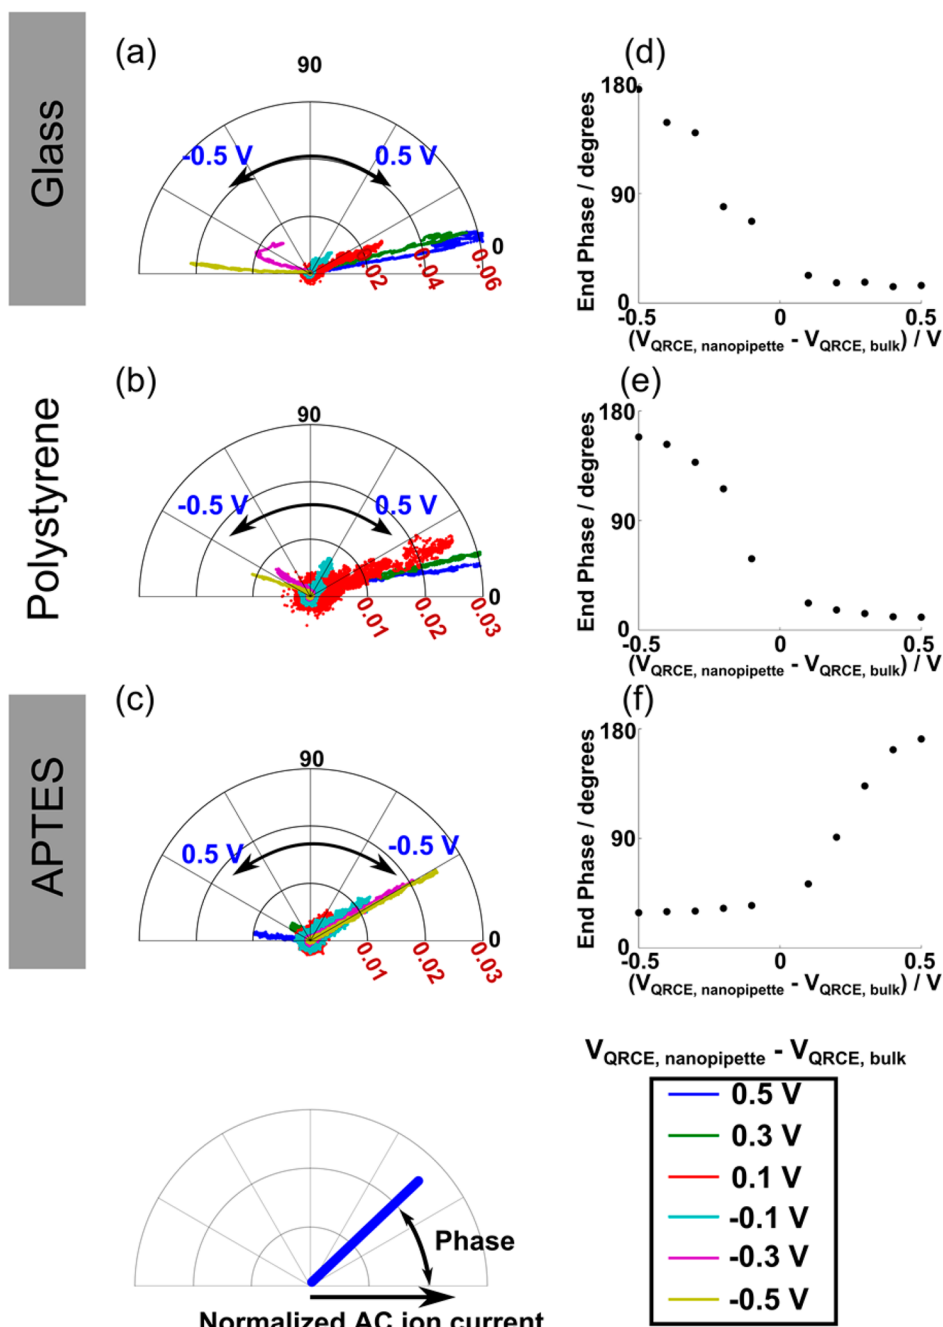 Glass
(a)
90
-0.5 V
0.5 V
0
0.02
0.04
0.06
(d)
End Phase / degrees
180
90
0
-0.5
0
0.5
(VQRCE, nanopipette - VQRCE, bulk) / V
Polystyrene
(b)
90
-0.5 V
0.5 V
0
0.01
0.02
0.03
(e)
End Phase / degrees
180
90
0
-0.5
0
0.5
(VQRCE, nanopipette - VQRCE, bulk) / V
APTES
(c)
90
0.5 V
-0.5 V
0
0.01
0.02
0.03
(f)
End Phase / degrees
180
90
0
-0.5
0
0.5
(VQRCE, nanopipette - VQRCE, bulk) / V
Phase
Normalized AC ion current
VQRCE, nanopipette - VQRCE, bulk
0.5 V
0.3 V
0.1 V
-0.1 V
-0.3 V
-0.5 V